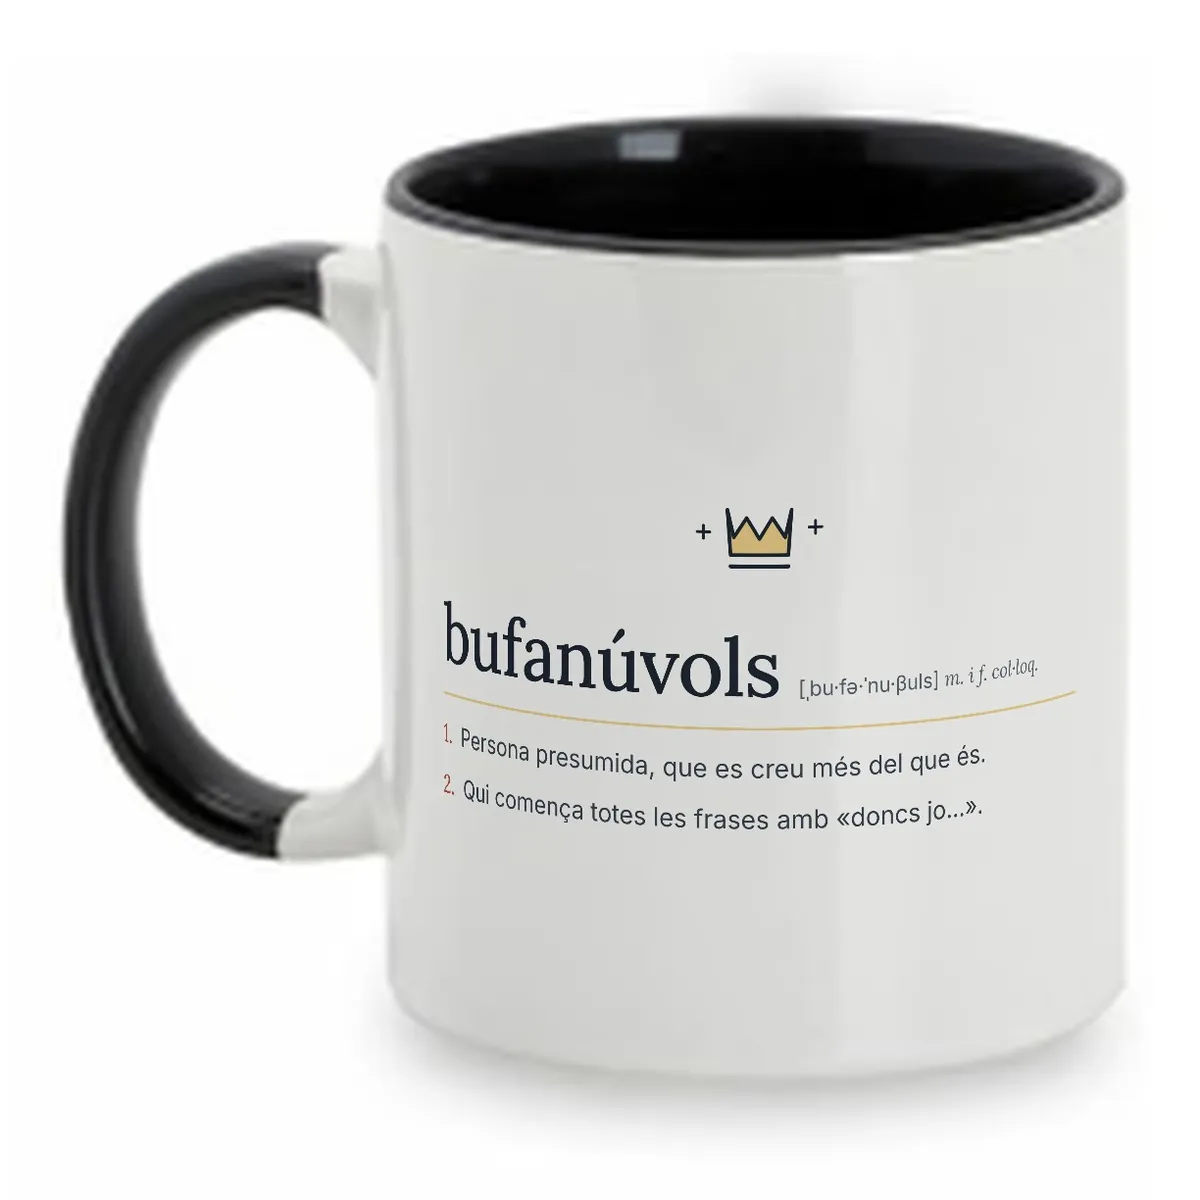 bufanúvols [ˌbu·fə·ˈnu·βuls] m. i f. col·loq.
1. Persona presumida, que es creu més del que és.
2. Qui comença totes les frases amb «doncs jo...».